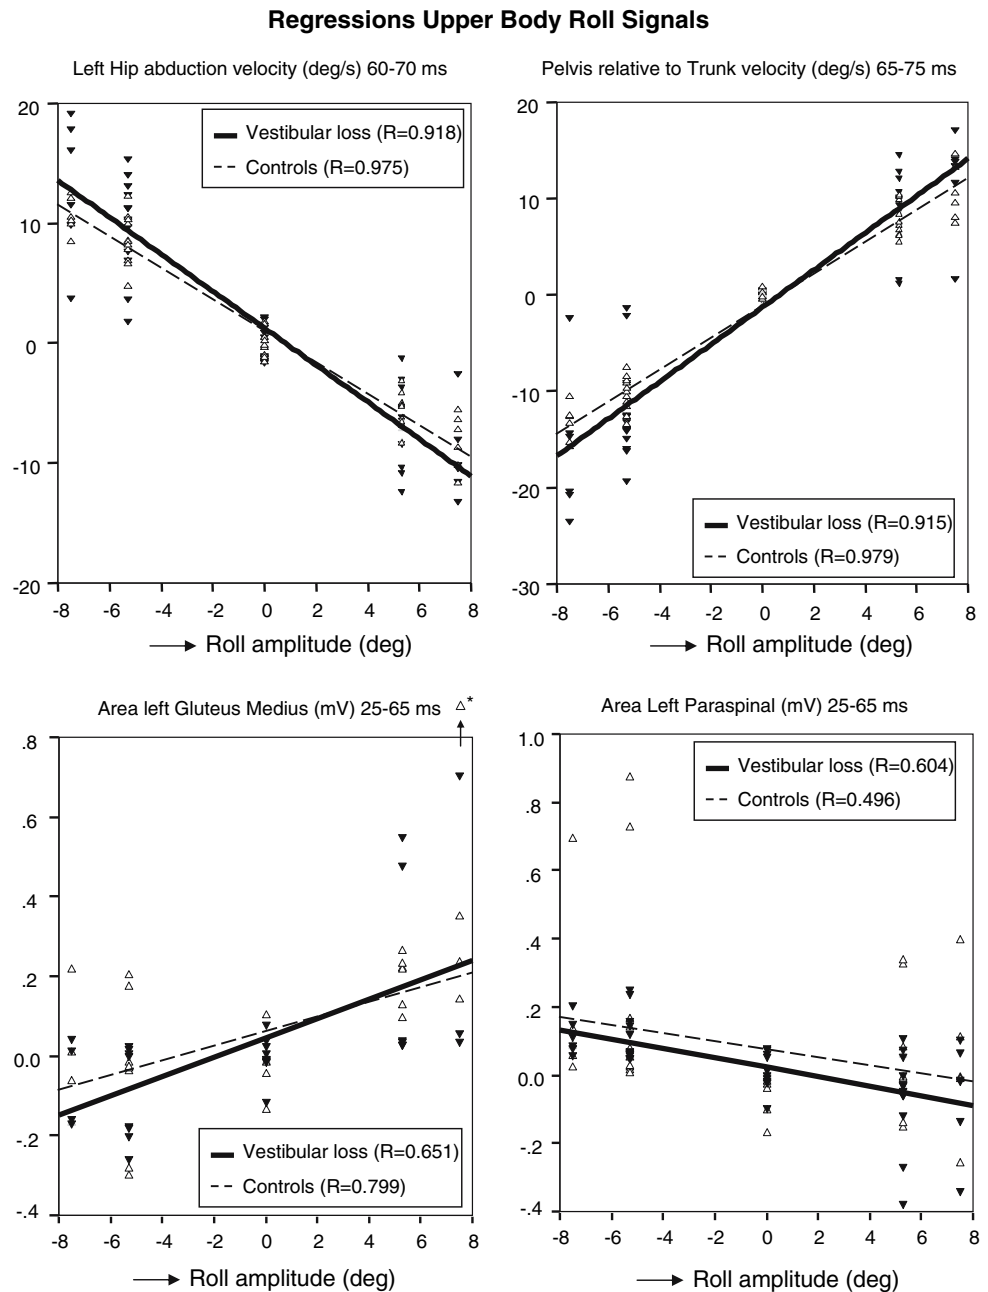 Regressions Upper Body Roll Signals
Left Hip abduction velocity (deg/s) 60-70 ms
20
10
0
-10
-20
Vestibular loss (R=0.918)
Controls (R=0.975)
-8 -6 -4 -2 0 2 4 6 8
Roll amplitude (deg)
Pelvis relative to Trunk velocity (deg/s) 65-75 ms
20
10
0
-10
-20
-30
Vestibular loss (R=0.915)
Controls (R=0.979)
-8 -6 -4 -2 0 2 4 6 8
Roll amplitude (deg)
Area left Gluteus Medius (mV) 25-65 ms
*
.8
.6
.4
.2
0.0
-.2
-.4
Vestibular loss (R=0.651)
Controls (R=0.799)
-8 -6 -4 -2 0 2 4 6 8
Roll amplitude (deg)
Area Left Paraspinal (mV) 25-65 ms
1.0
.8
.6
.4
.2
0.0
-.2
-.4
Vestibular loss (R=0.604)
Controls (R=0.496)
-8 -6 -4 -2 0 2 4 6 8
Roll amplitude (deg)